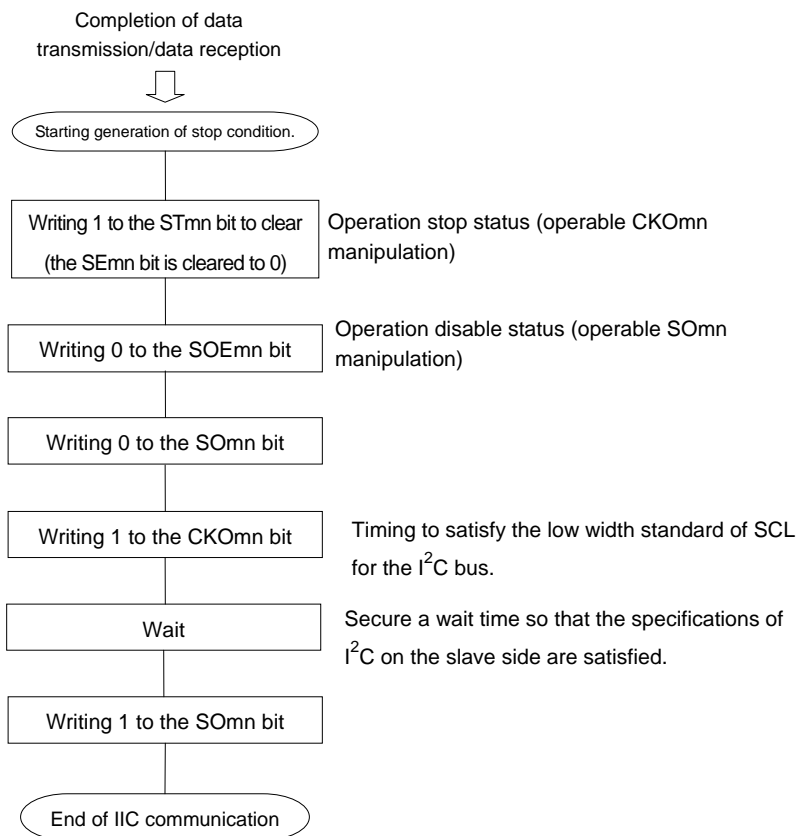 Completion of data
transmission/data reception
Starting generation of stop condition.
Writing 1 to the STmn bit to clear
(the SEmn bit is cleared to 0)
Operation stop status (operable CKOmn
manipulation)
Writing 0 to the SOEmn bit
Operation disable status (operable SOmn
manipulation)
Writing 0 to the SOmn bit
Writing 1 to the CKOmn bit
Timing to satisfy the low width standard of SCL
for the I²C bus.
Wait
Secure a wait time so that the specifications of
I²C on the slave side are satisfied.
Writing 1 to the SOmn bit
End of IIC communication